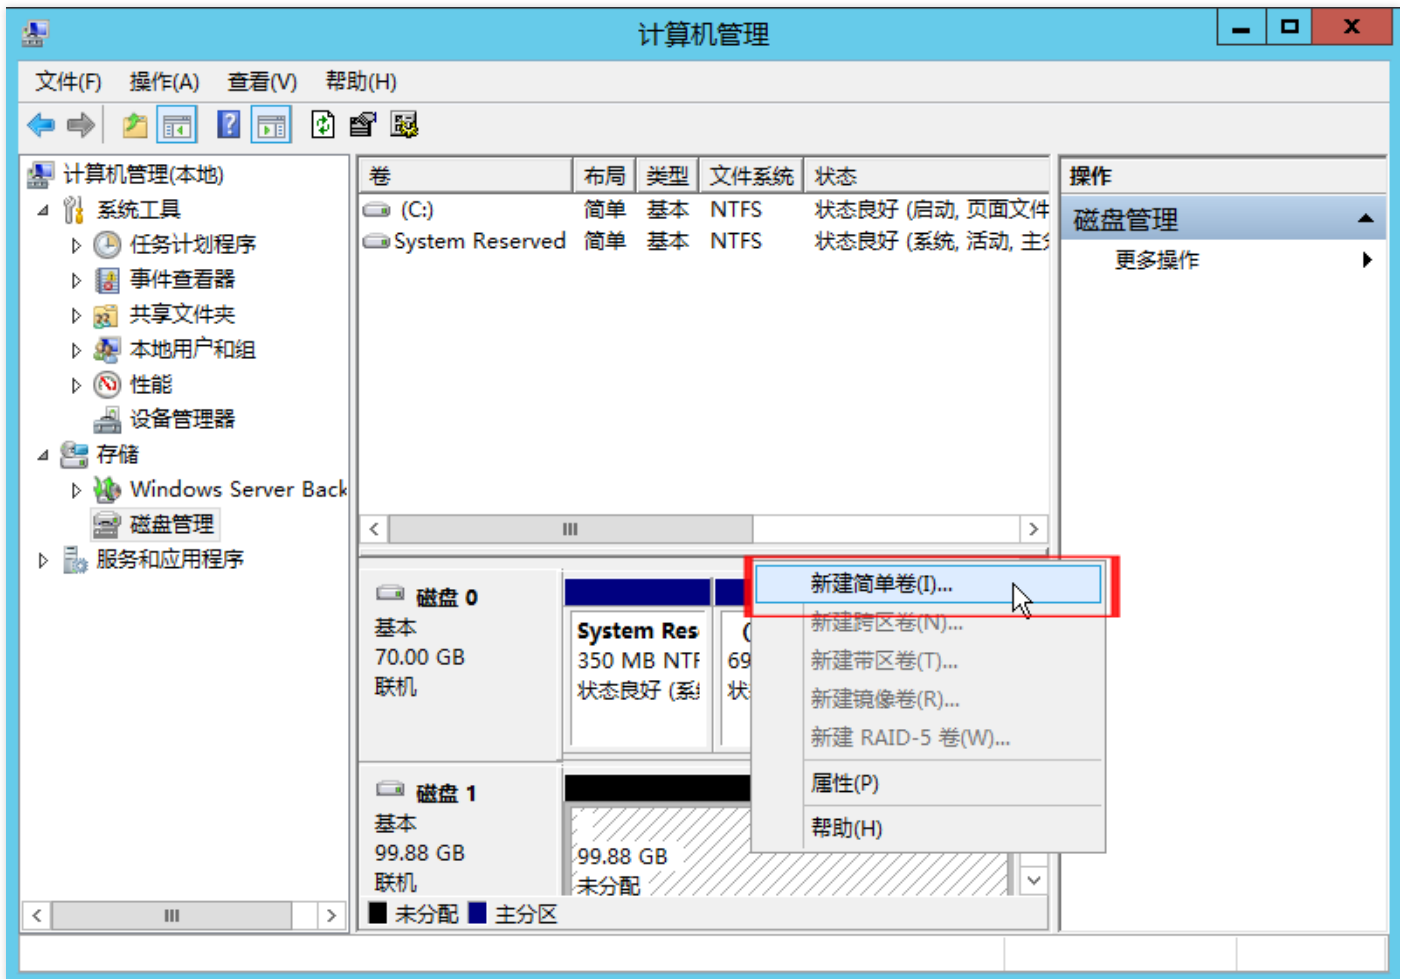 计算机管理
文件(F) 操作(A) 查看(V) 帮助(H)
计算机管理(本地)
系统工具
任务计划程序
事件查看器
共享文件夹
本地用户和组
性能
设备管理器
存储
Windows Server Back
磁盘管理
服务和应用程序
卷 布局 类型 文件系统 状态
(C:) 简单 基本 NTFS 状态良好 (启动, 页面文件
System Reserved 简单 基本 NTFS 状态良好 (系统, 活动, 主
操作
磁盘管理
更多操作
磁盘 0
基本
70.00 GB
联机
System Res
350 MB NTF
状态良好 (系
(
69
状
磁盘 1
基本
99.88 GB
联机
99.88 GB
未分配
新建简单卷(I)...
新建跨区卷(N)...
新建带区卷(T)...
新建镜像卷(R)...
新建 RAID-5 卷(W)...
属性(P)
帮助(H)
未分配 主分区